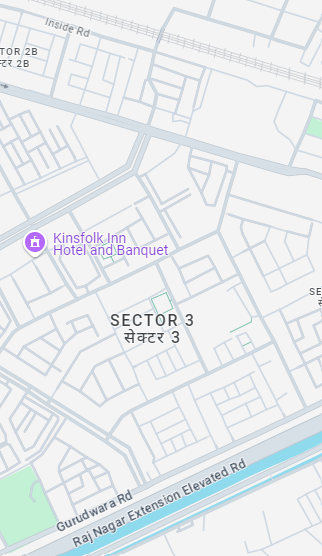 Inside Rd
TOR 2B
टर 2B
Kinsfolk Inn
Hotel and Banquet
SECTOR 3
सेक्टर 3
SE
Gurudwara Rd
Raj Nagar Extension Elevated Rd